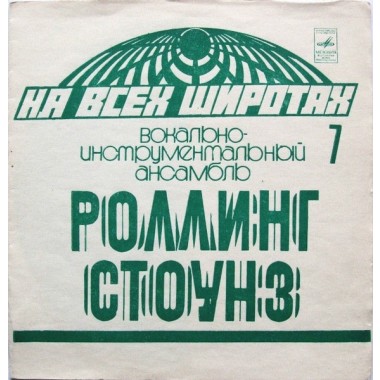 НА ВСЕХ ШИРОТАХ
ВОКАЛЬНО-
ИНСТРУМЕНТАЛЬНЫЙ 7
АНСАМБЛЬ
РОЛЛИНГ
СТОУНЗ